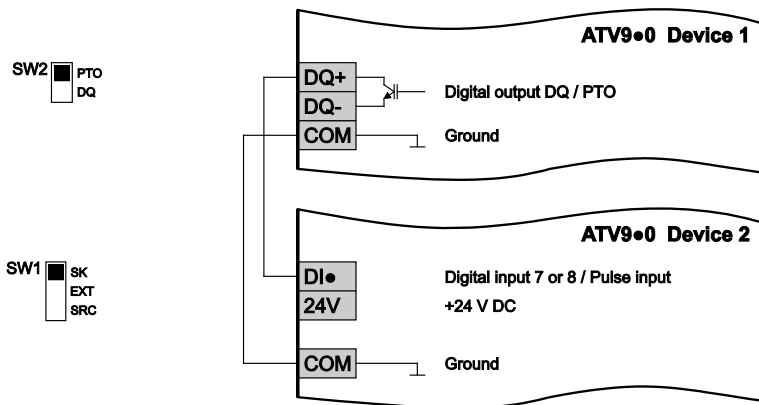 ATV9●0 Device 1
SW2
PTO
DQ
DQ+
DQ-
COM
Digital output DQ / PTO
Ground
ATV9●0 Device 2
SW1
SK
EXT
SRC
DI●
24V
COM
Digital input 7 or 8 / Pulse input
+24 V DC
Ground